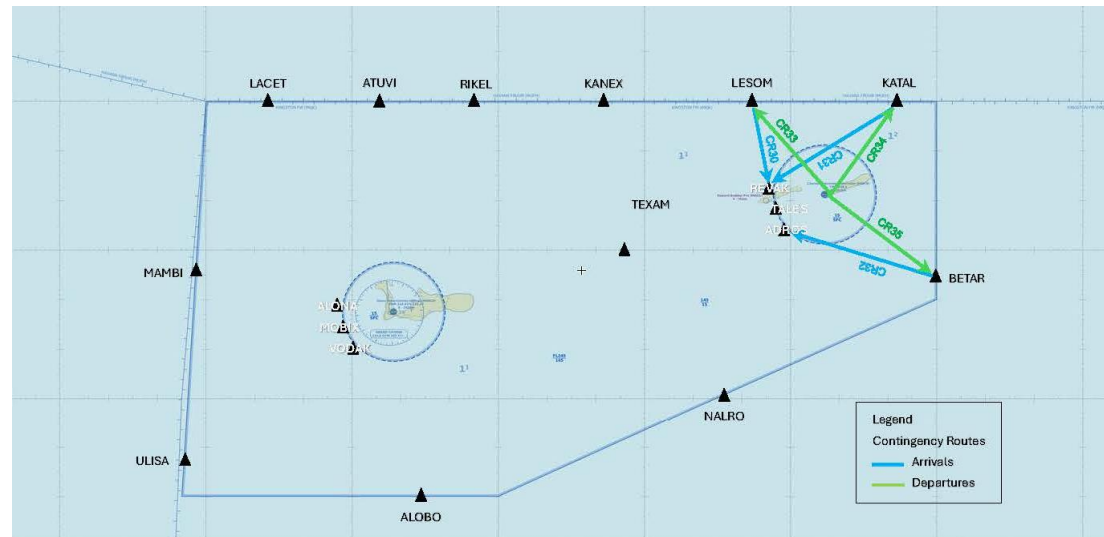 LACET
ATUVI
RIKEL
KANEX
LESOM
KATAL
CR33
CR34
CR30
CR31
REVAK
TALES
ADROS
TEXAM
CR35
CR32
MAMBI
BETAR
ALONA
MOBIX
VODAK
NALRO
ULISA
ALOBO
Legend
Contingency Routes
Arrivals
Departures